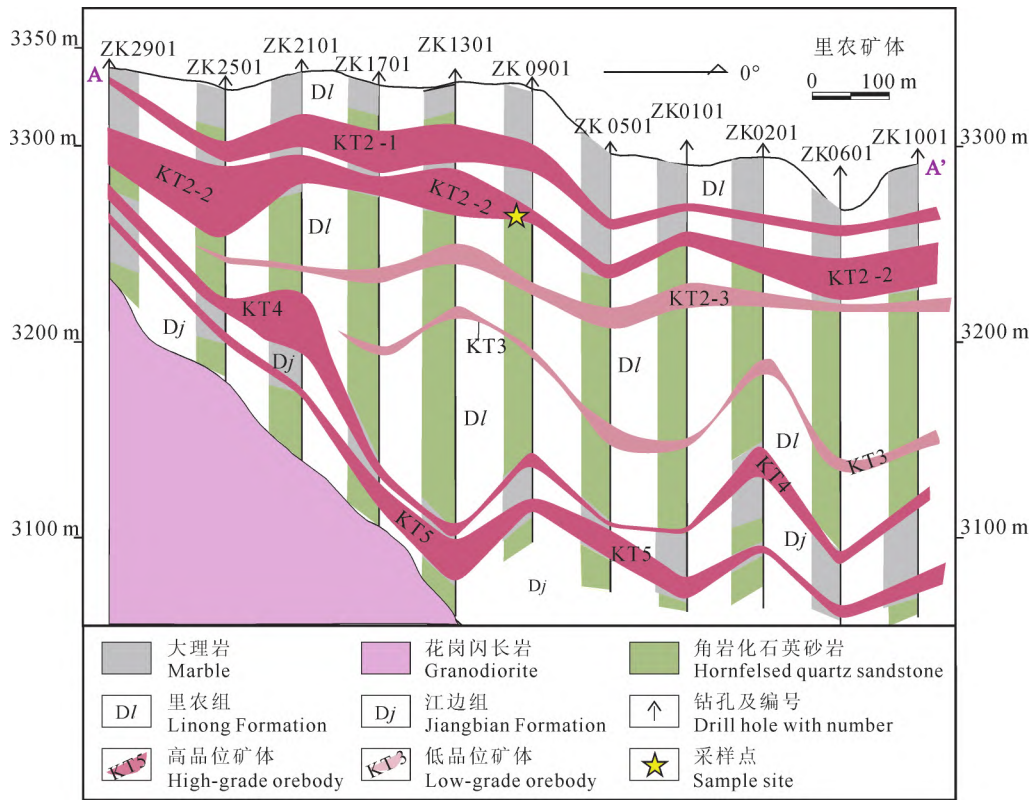 3350 m
ZK2901
ZK2501
ZK2101
ZK1701
ZK1301
ZK0901
ZK0501
ZK0101
ZK0201
ZK0601
ZK1001
里农矿体
0°
0 100 m
A
A’
Dl
Dl
3300 m
3300 m
KT2-1
KT2-2
KT2-2
Dl
KT2-2
KT2-3
KT4
KT3
3200 m
3200 m
Dj
Dj
Dl
Dl
Dl
KT3
KT4
KT5
KT5
3100 m
3100 m
Dj
Dj
大理岩
Marble
花岗闪长岩
Granodiorite
角岩化石英砂岩
Hornfelsed quartz sandstone
Dl
里农组
Linong Formation
Dj
江边组
Jiangbian Formation
钻孔及编号
Drill hole with number
KT5
高品位矿体
High-grade orebody
KT3
低品位矿体
Low-grade orebody
采样点
Sample site